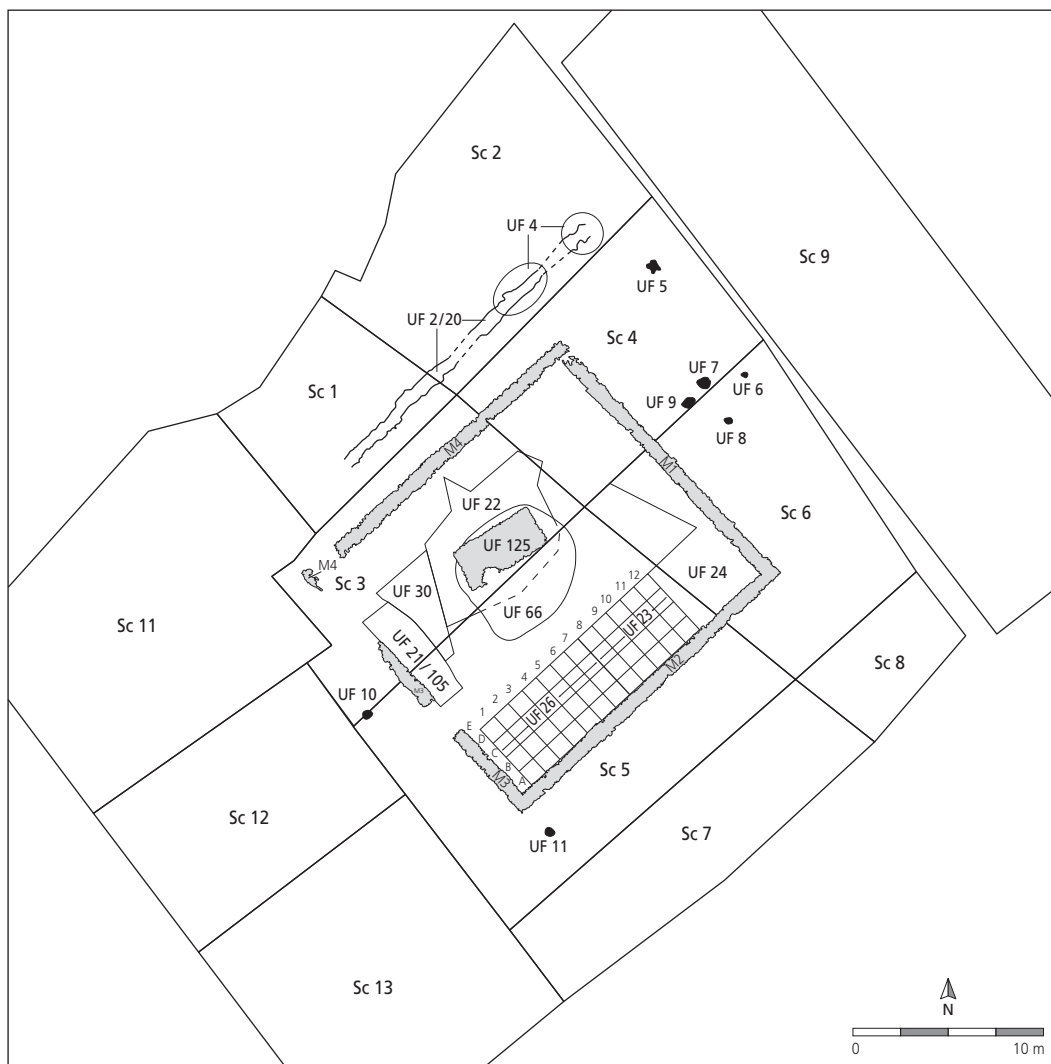 Sc 2
UF 4
Sc 9
UF 5
UF 2/20
Sc 4
UF 7
UF 6
Sc 1
UF 9
UF 8
M4
M1
UF 22
Sc 6
UF 125
M4
Sc 3
UF 30
UF 24
UF 66
12
11
10
9
8
7
6
5
4
3
2
1
UF 23
Sc 11
UF 21 / 105
M2
Sc 8
M3
UF 10
UF 26
E
D
C
B
A
M3
Sc 5
Sc 12
Sc 7
UF 11
Sc 13
N
0 10 m